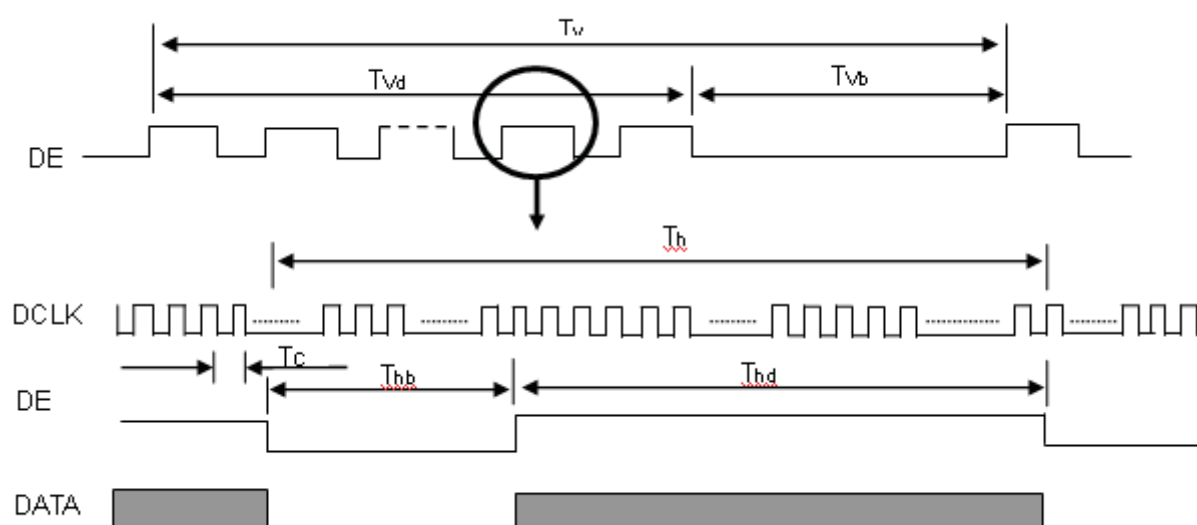 Tv
Tvd
Tvb
DE
Th
DCLK
Tc
Thb
Thd
DE
DATA